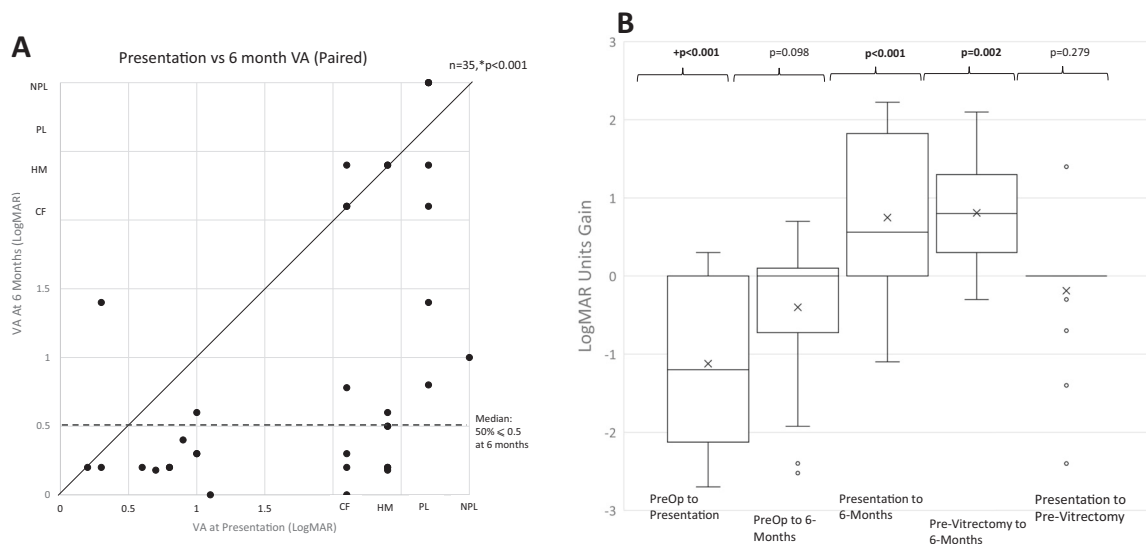 A
Presentation vs 6 month VA (Paired)
n=35,*p<0.001
NPL
PL
HM
CF
1.5
1
0.5
0
VA At 6 Months (LogMAR)
Median:
50% ⩽ 0.5
at 6 months
0
0.5
1
1.5
CF
HM
PL
NPL
VA at Presentation (LogMAR)
B
3
2
1
0
-1
-2
-3
LogMAR Units Gain
+p<0.001
p=0.098
p<0.001
p=0.002
p=0.279
PreOp to
Presentation
PreOp to 6-
Months
Presentation to
6-Months
Pre-Vitrectomy to
6-Months
Presentation to
Pre-Vitrectomy